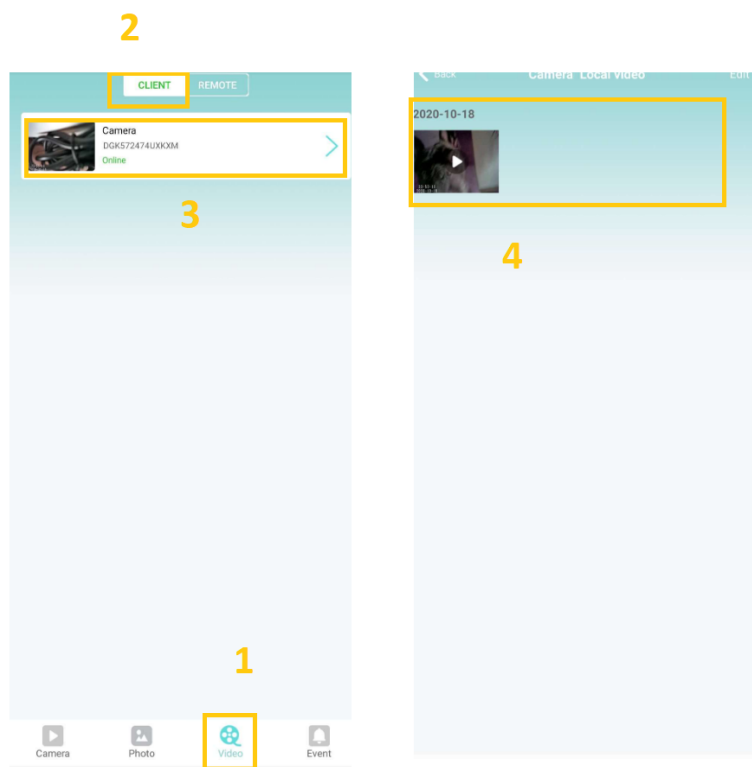 2
CLIENT REMOTE
Camera
DGK572474UXKXM
Online
3
1
Camera Photo Video Event
Back Camera Local Video Edit
2020-10-18
4